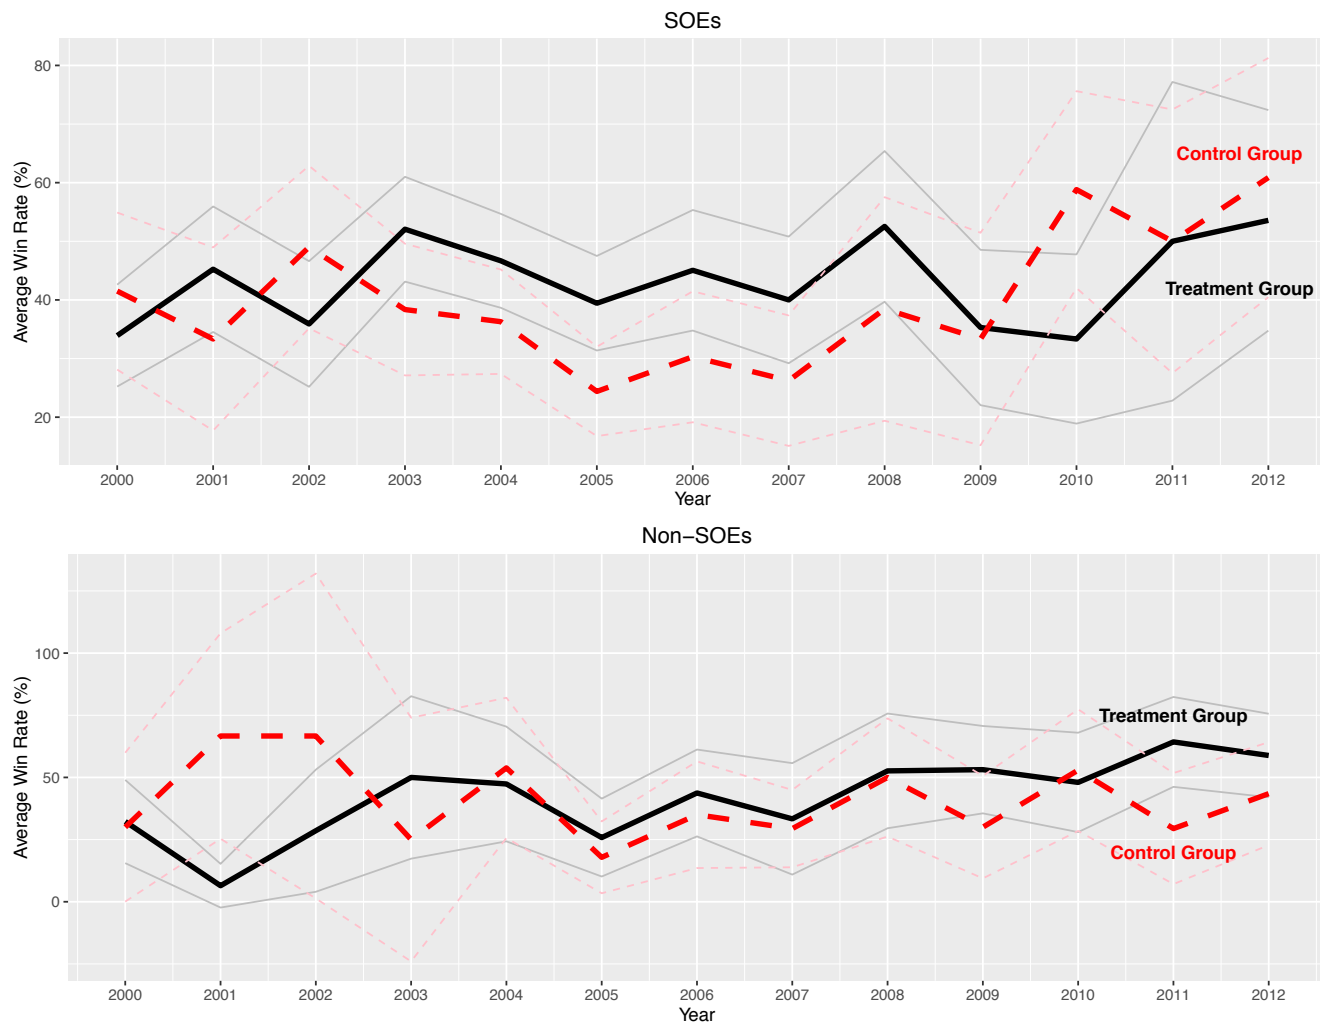 SOEs
Average Win Rate (%)
80
60
40
20
Control Group
Treatment Group
2000 2001 2002 2003 2004 2005 2006 2007 2008 2009 2010 2011 2012
Year
Non−SOEs
Average Win Rate (%)
100
50
0
Treatment Group
Control Group
2000 2001 2002 2003 2004 2005 2006 2007 2008 2009 2010 2011 2012
Year